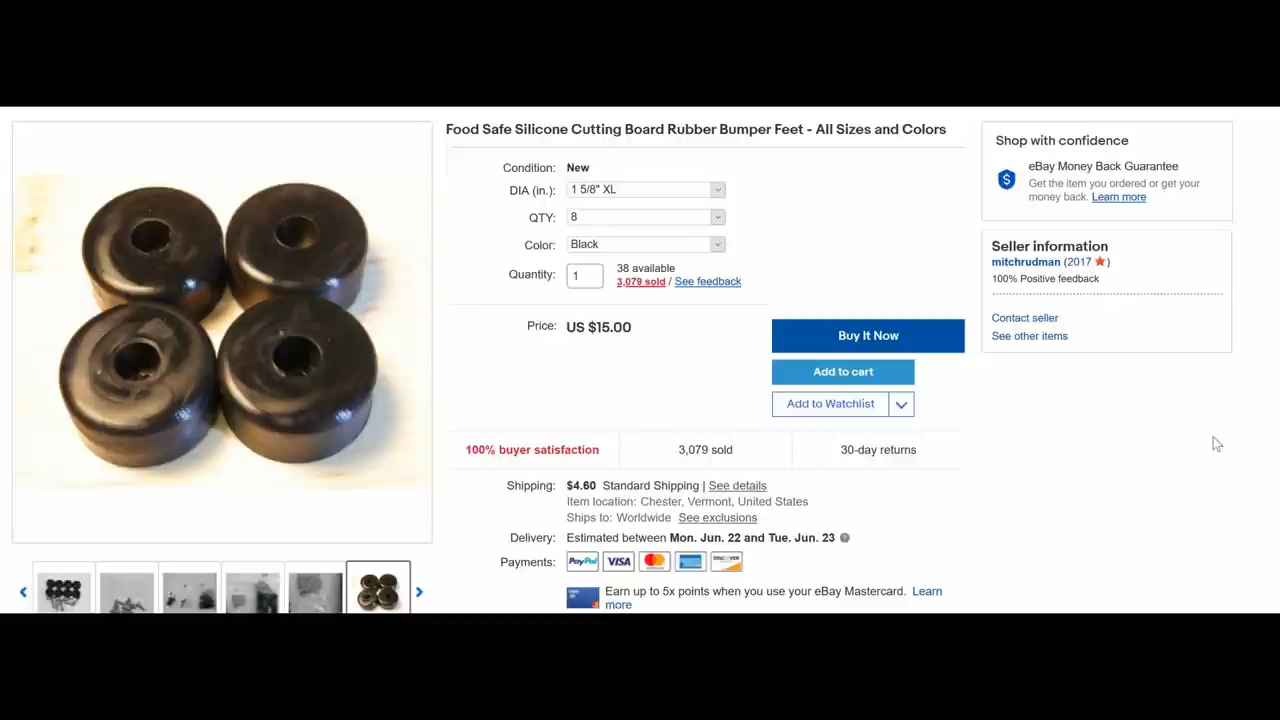 Food Safe Silicone Cutting Board Rubber Bumper Feet - All Sizes and Colors
Condition: New
DIA (in.): 1 5/8" XL
QTY: 8
Color: Black
Quantity: 1 38 available
3,079 sold / See feedback
Price: US $15.00
Buy It Now
Add to cart
Add to Watchlist
100% buyer satisfaction 3,079 sold 30-day returns
Shipping: $4.60 Standard Shipping | See details
Item location: Chester, Vermont, United States
Ships to: Worldwide See exclusions
Delivery: Estimated between Mon. Jun. 22 and Tue. Jun. 23
Payments: PayPal VISA DISCOVER
Earn up to 5x points when you use your eBay Mastercard. Learn
more
Shop with confidence
eBay Money Back Guarantee
Get the item you ordered or get your
money back. Learn more
Seller information
mitchrudman (2017 )
100% Positive feedback
Contact seller
See other items